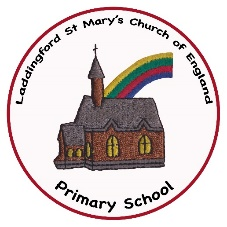 Laddingford St Mary's Church of England
Primary School